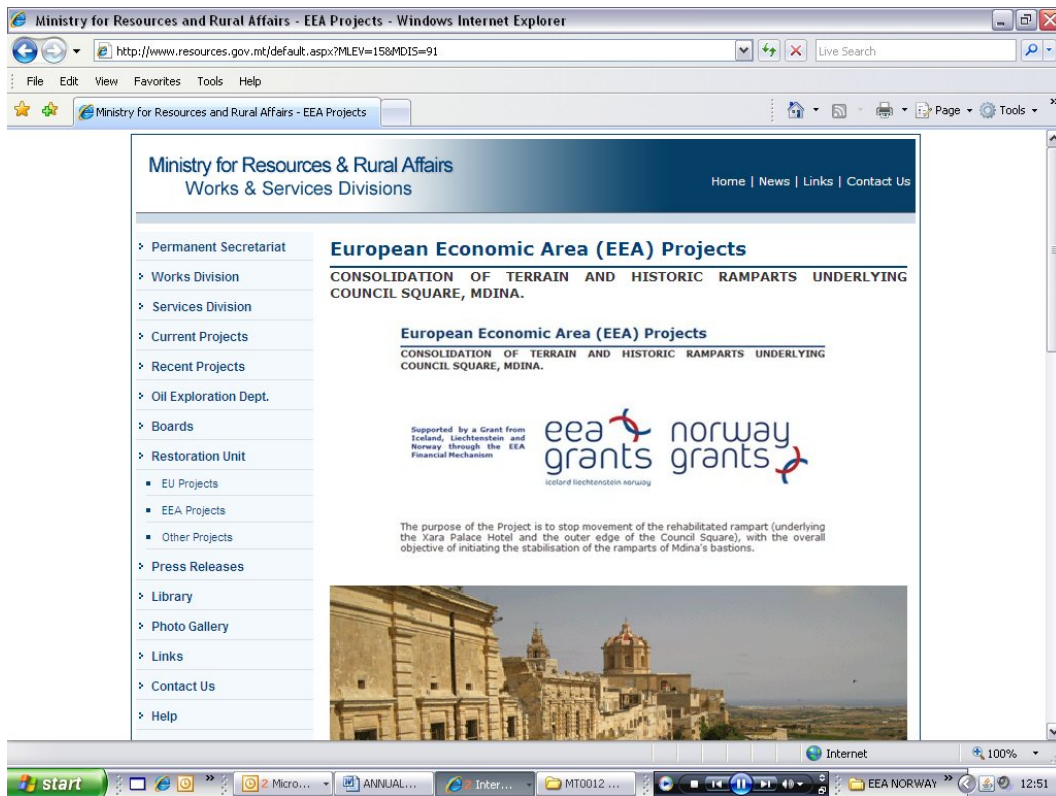 Ministry for Resources and Rural Affairs - EEA Projects - Windows Internet Explorer
http://www.resources.gov.mt/default.aspx?MLEV=15&MDIS=91
Live Search
File Edit View Favorites Tools Help
Ministry for Resources and Rural Affairs - EEA Projects
Page Tools
Ministry for Resources & Rural Affairs
Works & Services Divisions
Home | News | Links | Contact Us
Permanent Secretariat
Works Division
Services Division
Current Projects
Recent Projects
Oil Exploration Dept.
Boards
Restoration Unit
EU Projects
EEA Projects
Other Projects
Press Releases
Library
Photo Gallery
Links
Contact Us
Help
European Economic Area (EEA) Projects
CONSOLIDATION OF TERRAIN AND HISTORIC RAMPARTS UNDERLYING
COUNCIL SQUARE, MDINA.
European Economic Area (EEA) Projects
CONSOLIDATION OF TERRAIN AND HISTORIC RAMPARTS UNDERLYING
COUNCIL SQUARE, MDINA.
Supported by a Grant from
Iceland, Liechtenstein and
Norway through the EEA
Financial Mechanism
eea
grants
iceland liechtenstein norway
norway
grants
The purpose of the Project is to stop movement of the rehabilitated rampart (underlying
the Xara Palace Hotel and the outer edge of the Council Square), with the overall
objective of initiating the stabilisation of the ramparts of Mdina's bastions.
Internet
100%
start
2 Micro...
ANNUAL...
2 Inter...
MT0012 ...
EEA NORWAY
12:51